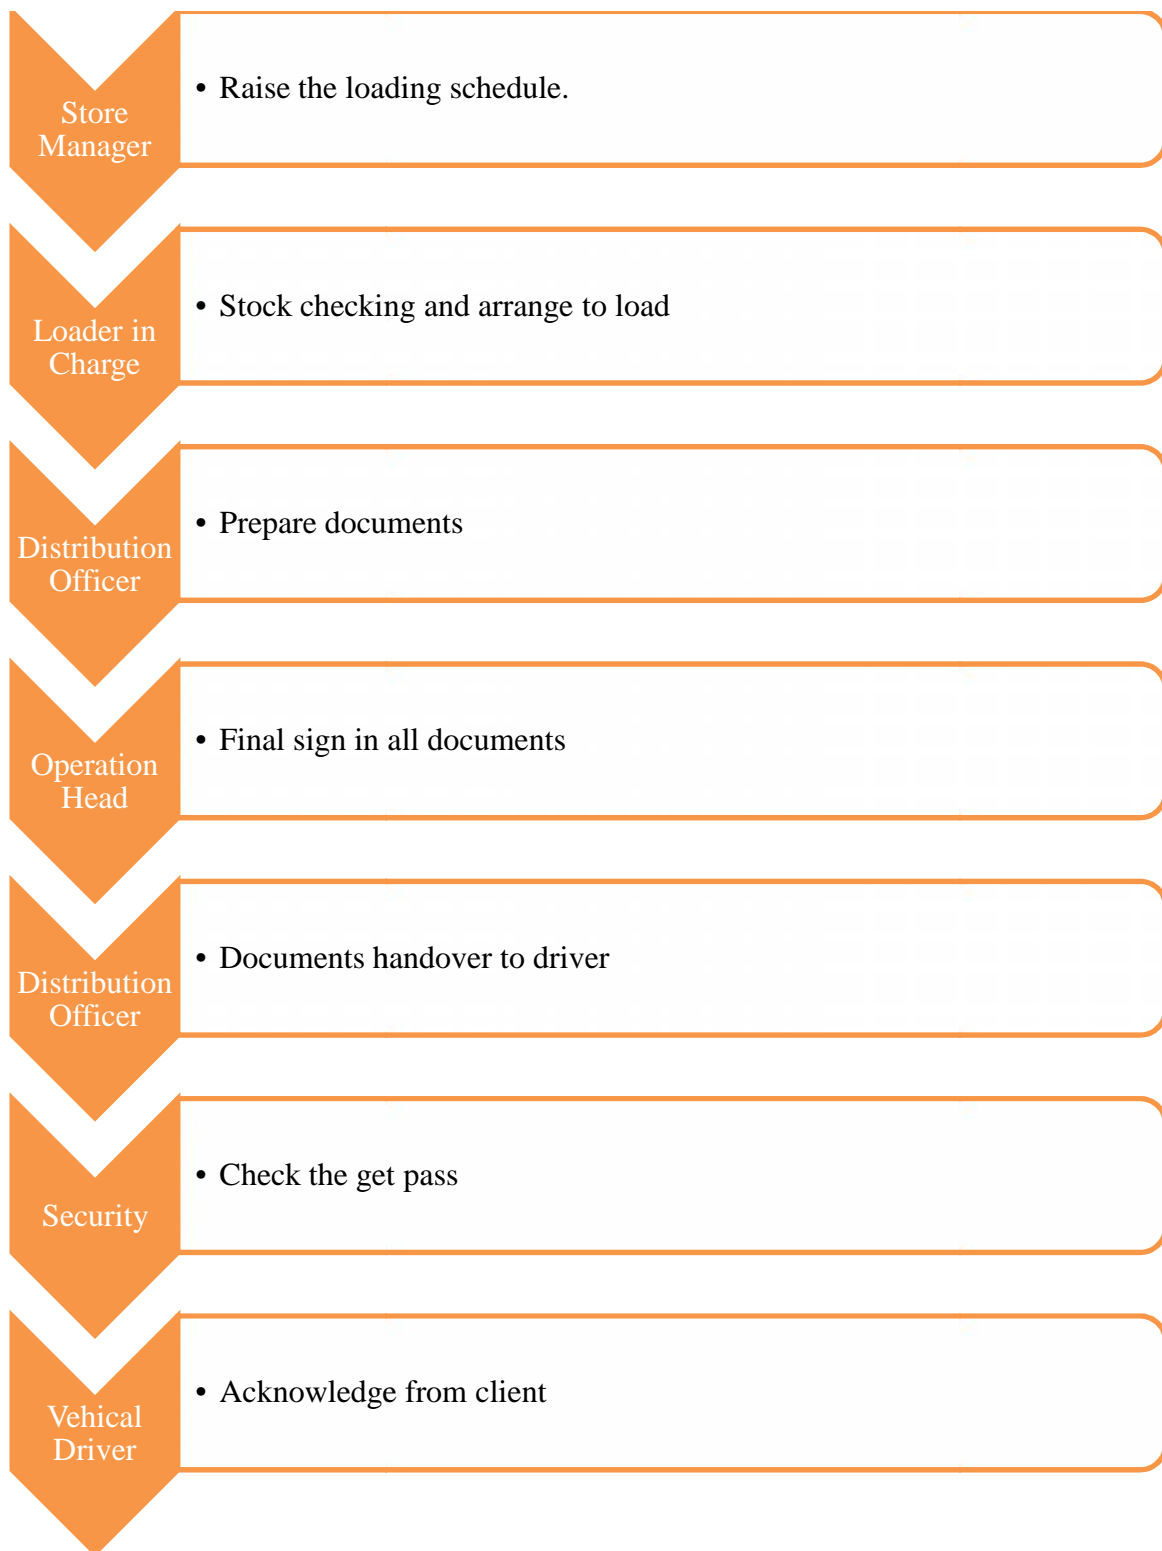 Store
Manager
• Raise the loading schedule.
Loader in
Charge
• Stock checking and arrange to load
Distribution
Officer
• Prepare documents
Operation
Head
• Final sign in all documents
Distribution
Officer
• Documents handover to driver
Security
• Check the get pass
Vehical
Driver
• Acknowledge from client